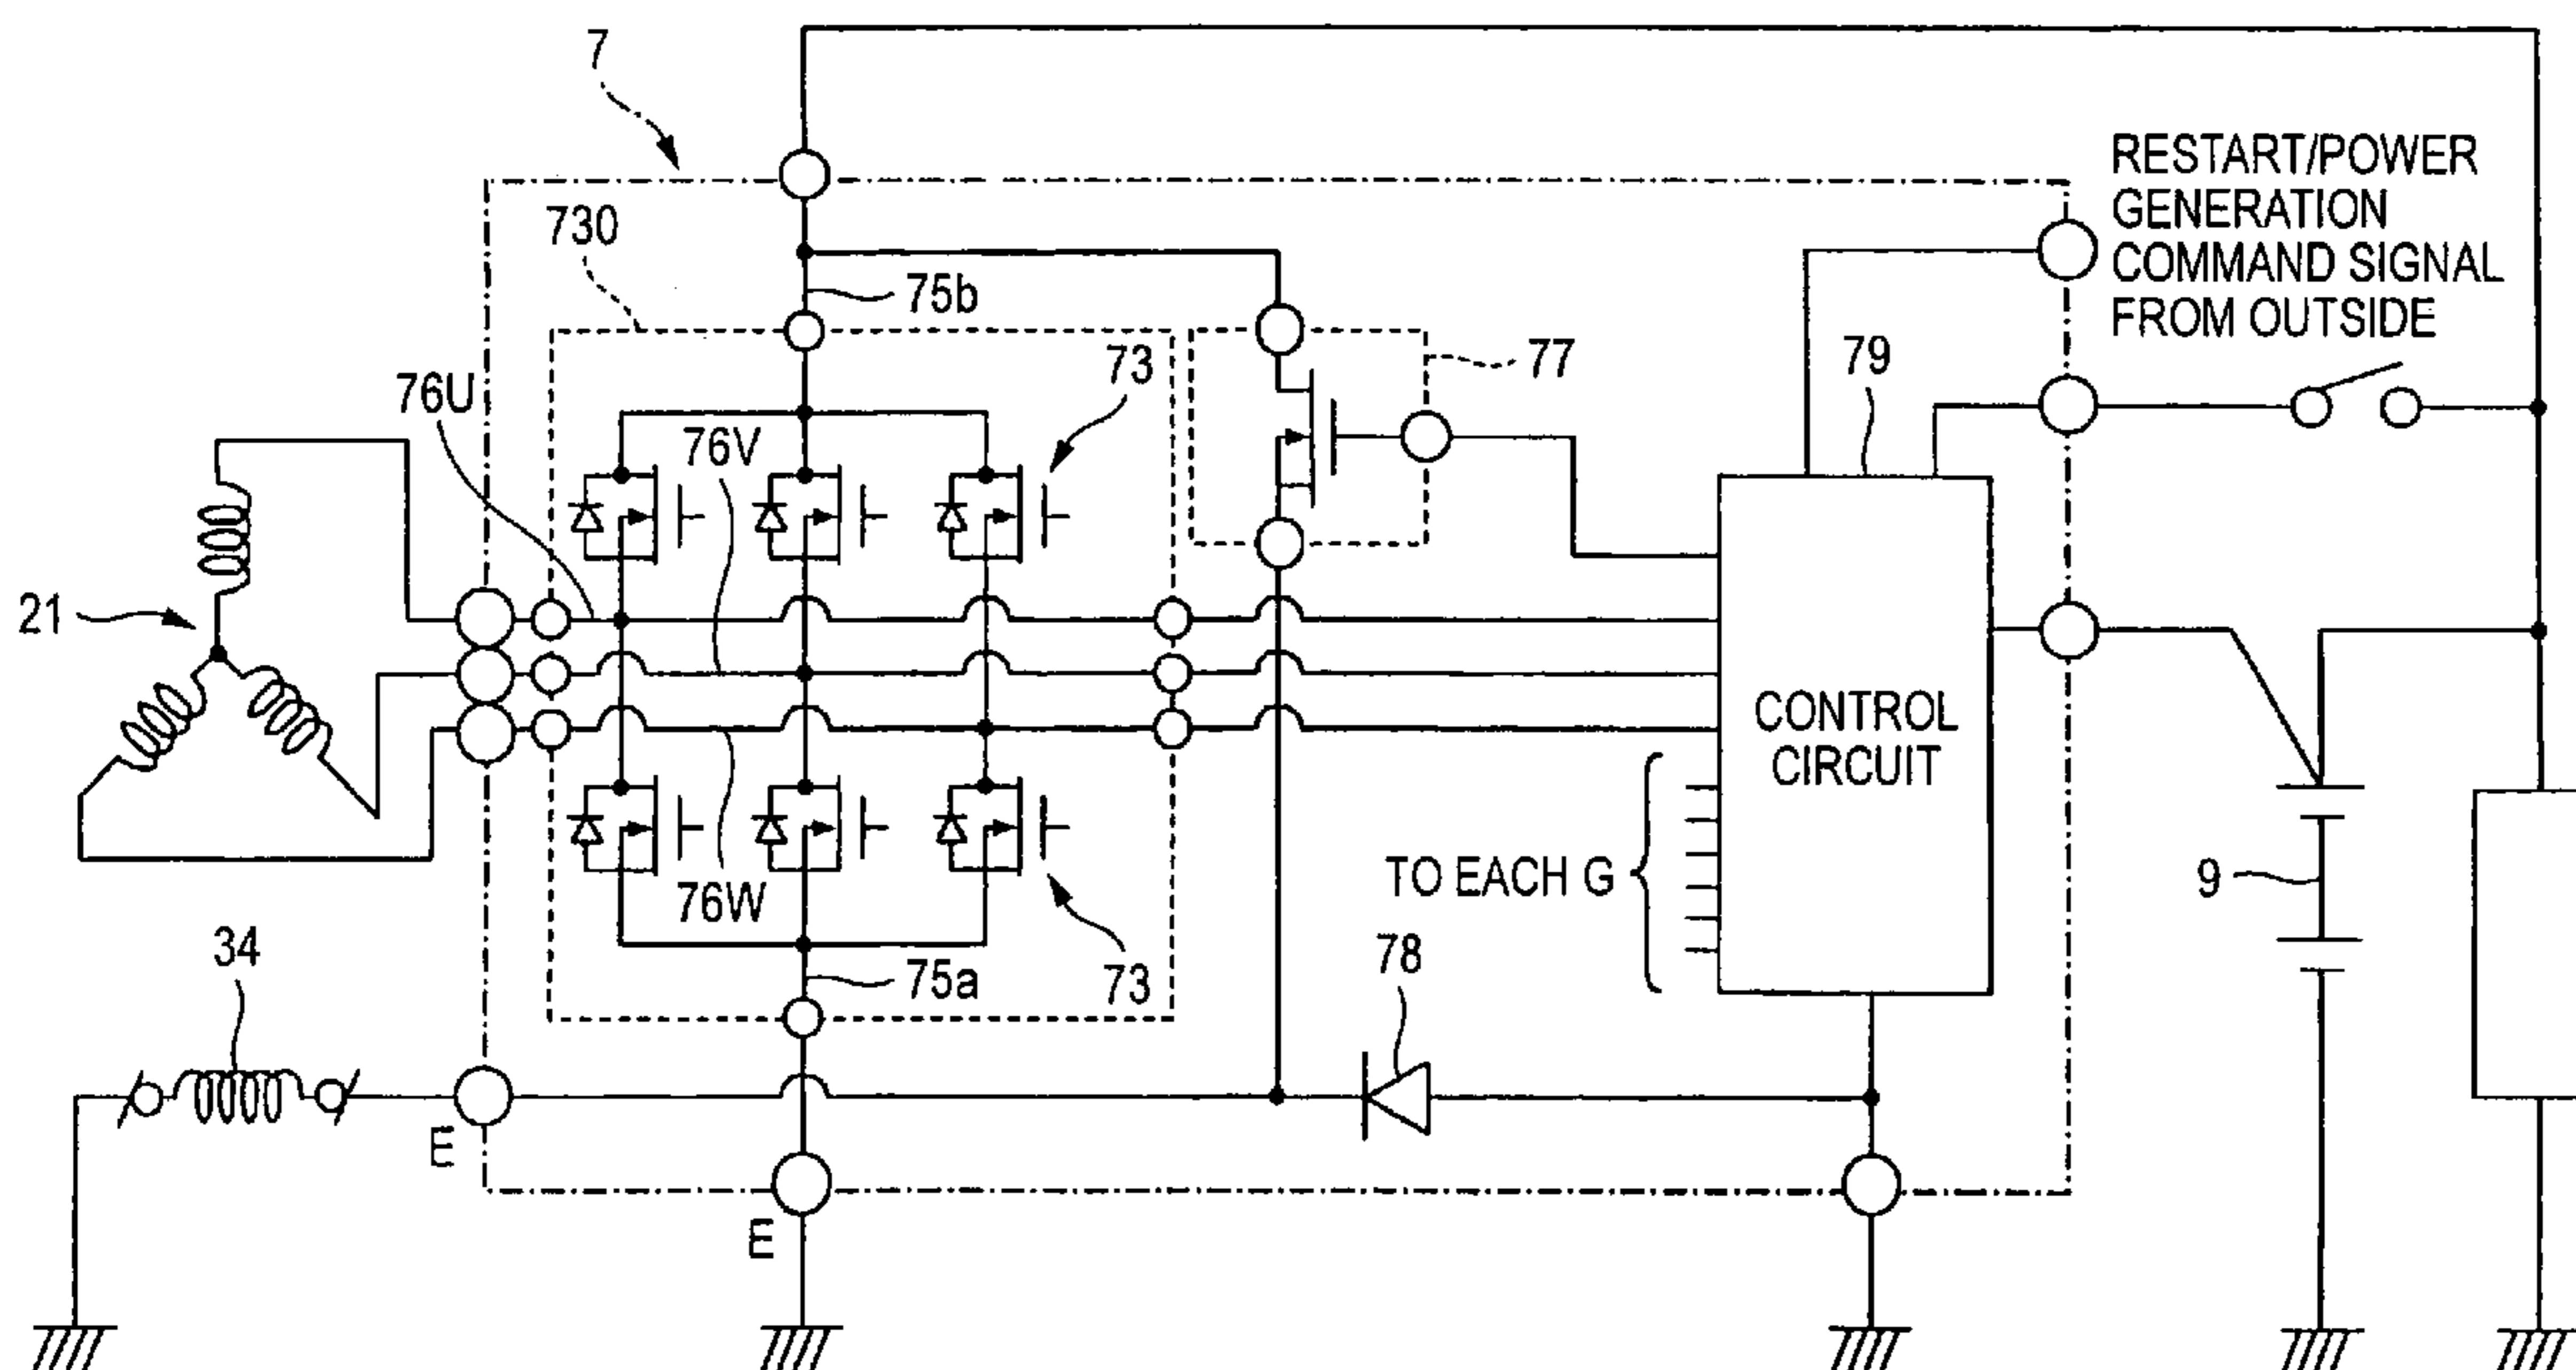 7
RESTART/POWER
GENERATION
COMMAND SIGNAL
FROM OUTSIDE
730
75b
73
77
79
76U
76V
21
CONTROL
CIRCUIT
TO EACH G
9
76W
34
75a
73
78
E
E